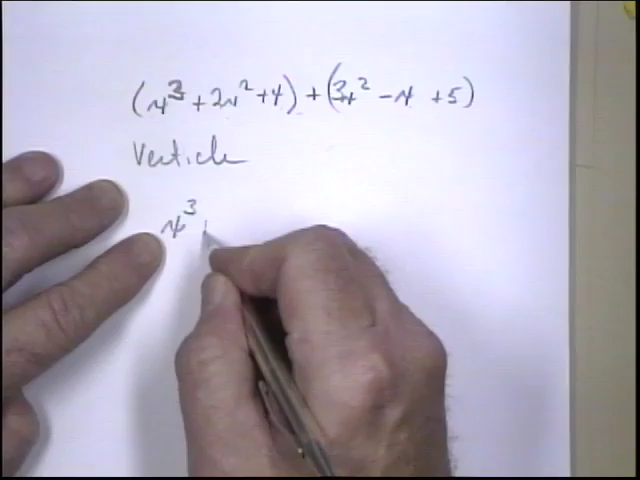 (x³ + 2x² + 4) + (3x² - x + 5)
Verticle
x³